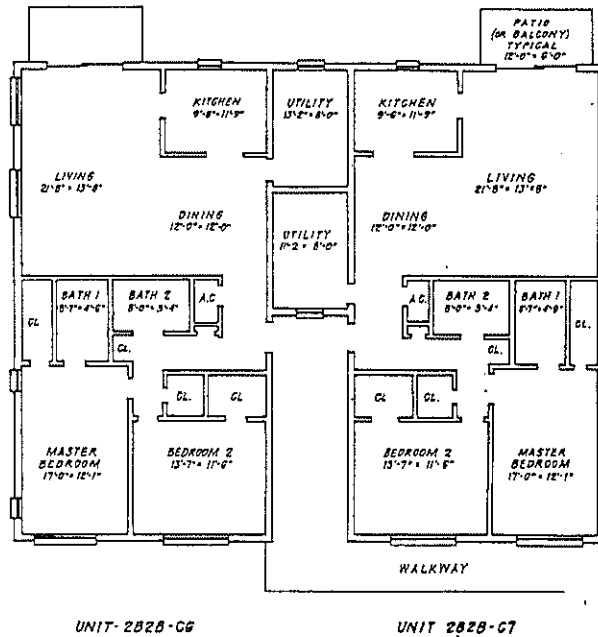 PATIO
(OR BALCONY)
TYPICAL
12'-0" × 6'-0"
KITCHEN
9'-6" × 11'-9"
UTILITY
13'-2" × 8'-0"
KITCHEN
9'-6" × 11'-9"
LIVING
21'-8" × 13'-8"
DINING
12'-0" × 12'-0"
UTILITY
11'-2 × 8'-0"
DINING
12'-0" × 12'-0"
LIVING
21'-8" × 13'-8"
CL
BATH 1
BATH 2
A.C.
A.C.
BATH 2
BATH 1
CL.
CL.
CL.
CL.
CL
CL.
CL.
MASTER
BEDROOM
17'-0" × 12'-1"
BEDROOM 2
13'-7" × 11'-6"
BEDROOM 2
13'-7" × 11'-6"
MASTER
BEDROOM
17'-0" × 12'-1"
WALKWAY
UNIT-2828-C6
UNIT 2828-C7